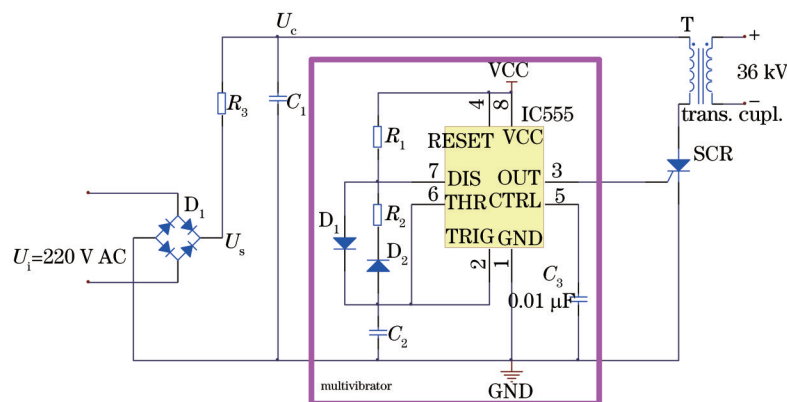 U_c
T
+
36 kV
−
trans. cupl.
R_3
C_1
VCC
4
8
IC555
RESET
VCC
R_1
SCR
7
DIS
OUT
3
6
THR
CTRL
5
R_2
D_1
D_2
TRIG
GND
2
1
C_3
0.01 μF
C_2
D_1
U_s
U_i=220 V AC
multivibrator
GND